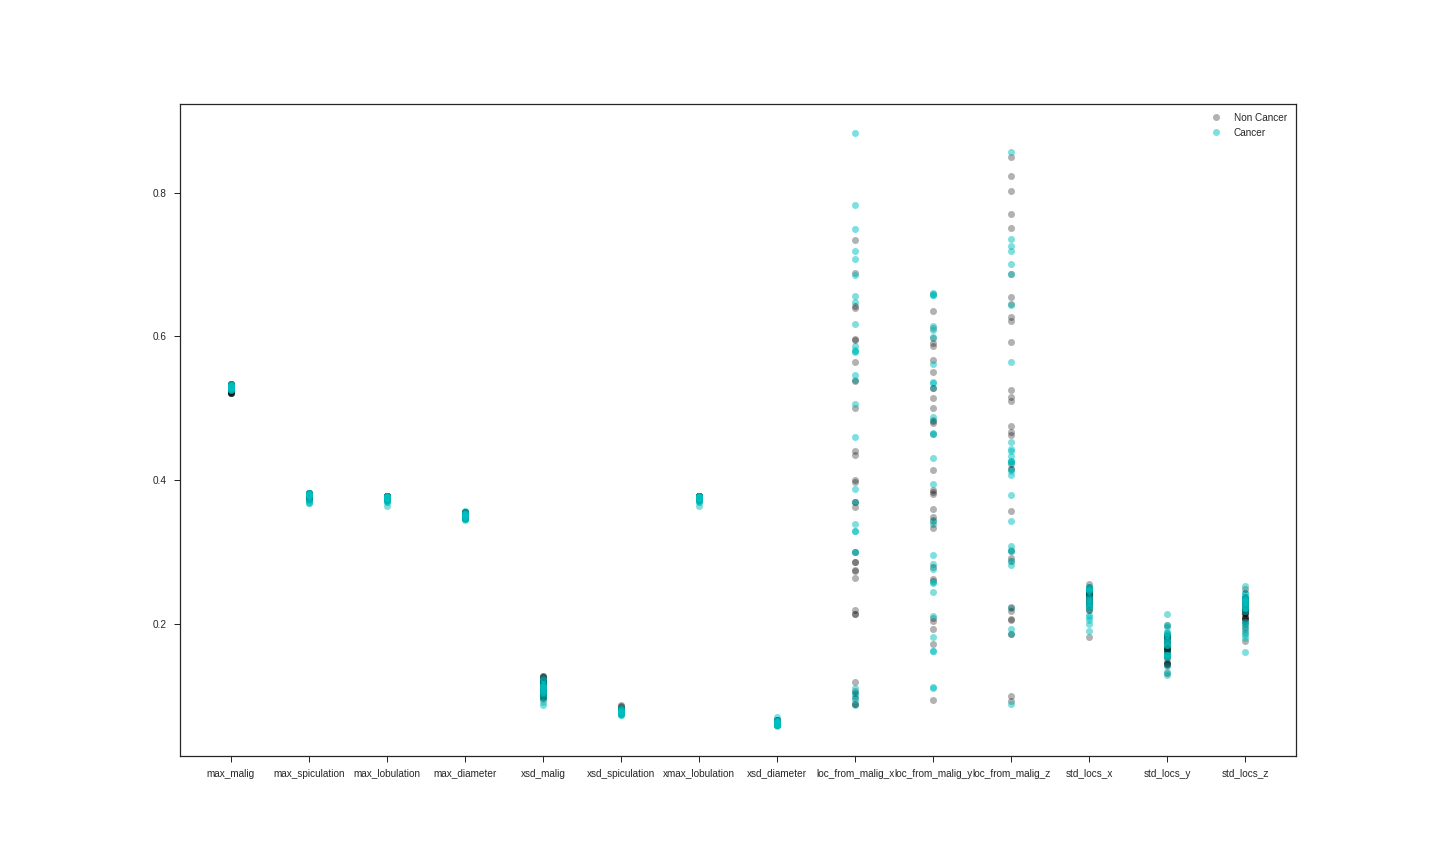 Non Cancer
Cancer
0.8
0.6
0.4
0.2
max_malig max_spiculation max_lobulation max_diameter xsd_malig xsd_spiculation xmax_lobulation xsd_diameter loc_from_malig_x loc_from_malig_y loc_from_malig_z std_locs_x std_locs_y std_locs_z